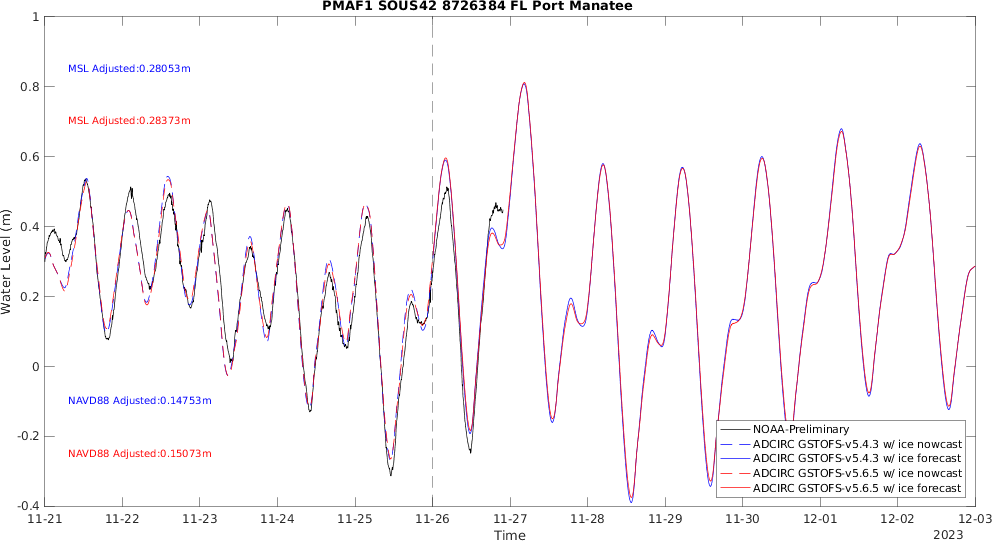 PMAF1 SOUS42 8726384 FL Port Manatee
1
0.8
0.6
0.4
0.2
0
-0.2
-0.4
Water Level (m)
MSL Adjusted:0.28053m
MSL Adjusted:0.28373m
NAVD88 Adjusted:0.14753m
NAVD88 Adjusted:0.15073m
NOAA-Preliminary
ADCIRC GSTOFS-v5.4.3 w/ ice nowcast
ADCIRC GSTOFS-v5.4.3 w/ ice forecast
ADCIRC GSTOFS-v5.6.5 w/ ice nowcast
ADCIRC GSTOFS-v5.6.5 w/ ice forecast
11-21 11-22 11-23 11-24 11-25 11-26 11-27 11-28 11-29 11-30 12-01 12-02 12-03
Time
2023